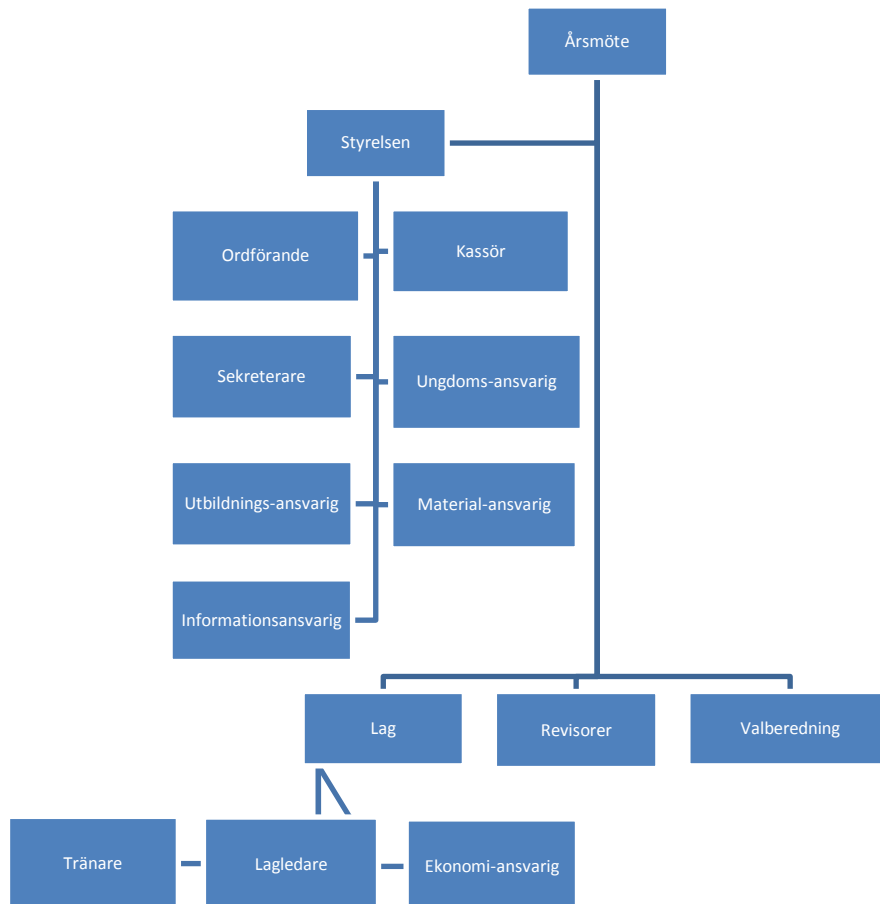 Årsmöte
Styrelsen
Ordförande
Kassör
Sekreterare
Ungdoms-ansvarig
Utbildnings-ansvarig
Material-ansvarig
Informationsansvarig
Lag
Revisorer
Valberedning
Tränare
Lagledare
Ekonomi-ansvarig